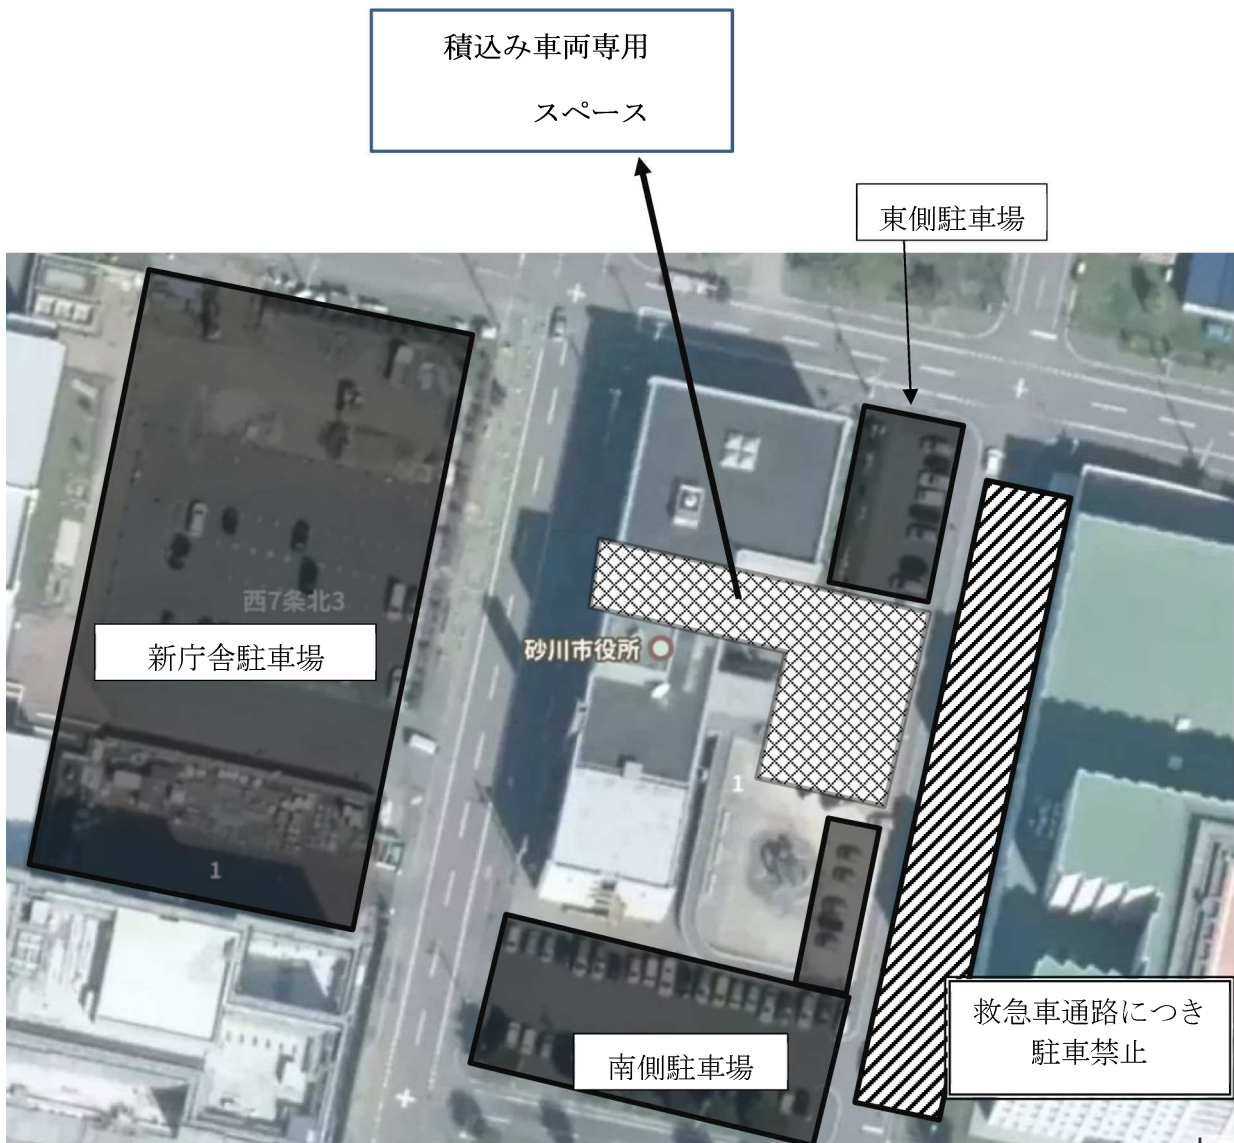 積込み車両専用
スペース
東側駐車場
西7条北3
新庁舎駐車場
砂川市役所
1
1
救急車通路につき
駐車禁止
南側駐車場